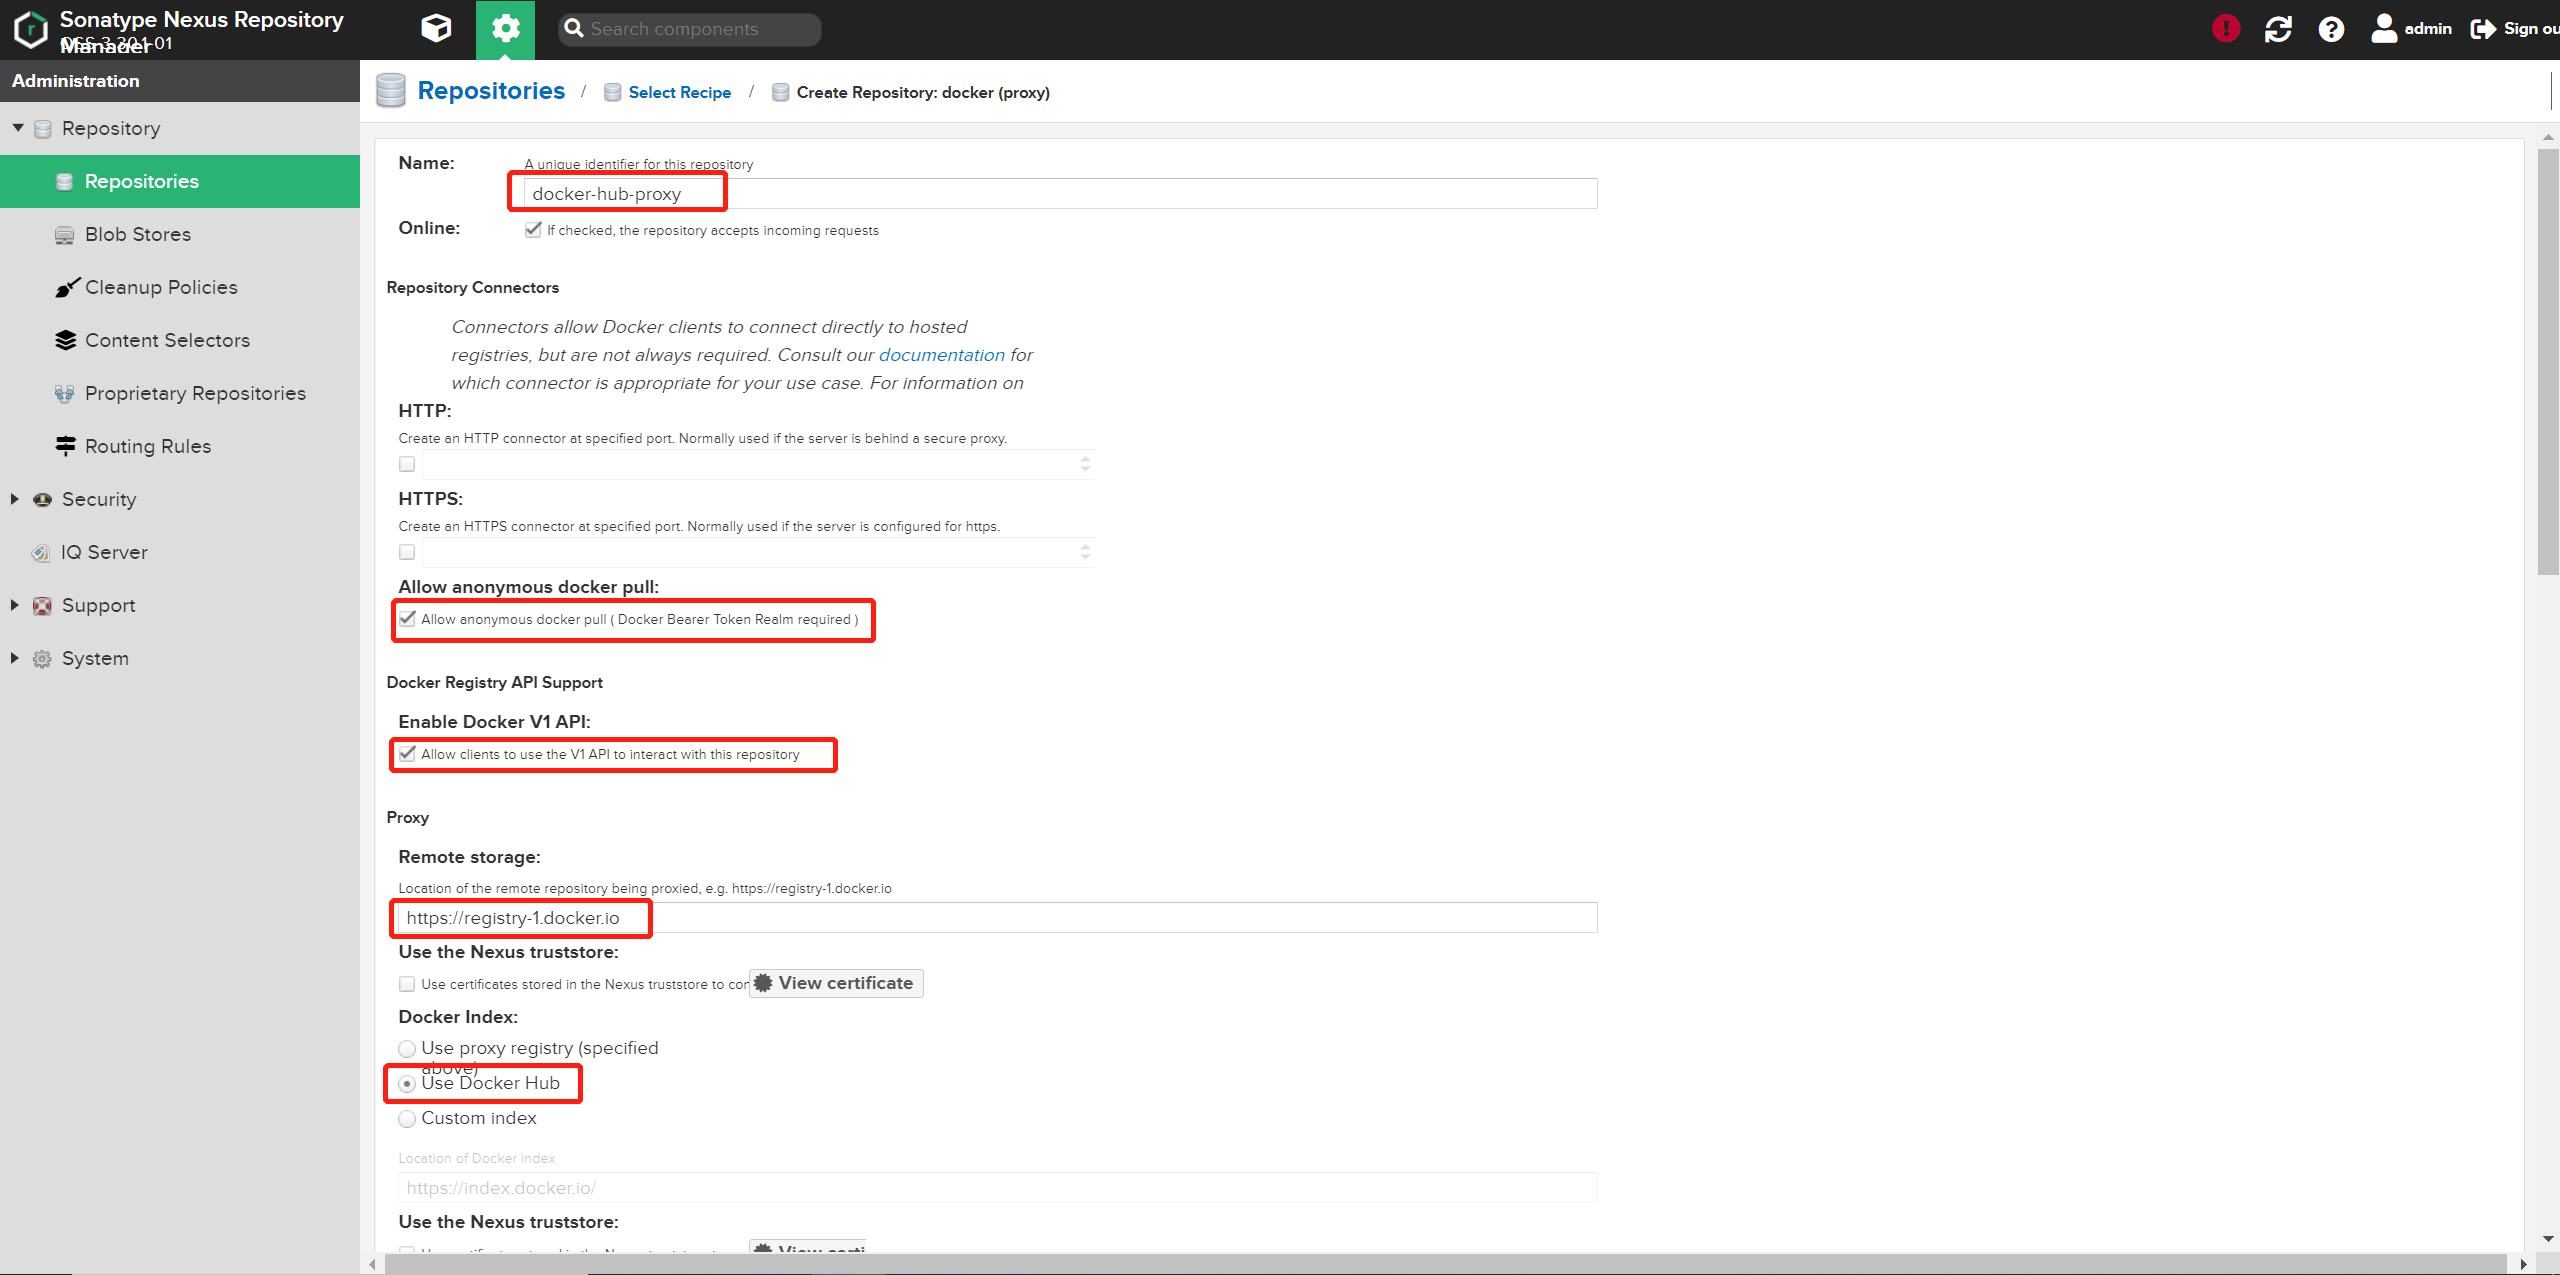 Sonatype Nexus Repository
Manager
OSS 3.30.1-01
Search components
admin
Sign ou
Administration
Repositories / Select Recipe / Create Repository: docker (proxy)
Repository
Repositories
Blob Stores
Cleanup Policies
Content Selectors
Proprietary Repositories
Routing Rules
Security
IQ Server
Support
System
Name:
A unique identifier for this repository
docker-hub-proxy
Online:
If checked, the repository accepts incoming requests
Repository Connectors
Connectors allow Docker clients to connect directly to hosted
registries, but are not always required. Consult our documentation for
which connector is appropriate for your use case. For information on
HTTP:
Create an HTTP connector at specified port. Normally used if the server is behind a secure proxy.
HTTPS:
Create an HTTPS connector at specified port. Normally used if the server is configured for https.
Allow anonymous docker pull:
Allow anonymous docker pull ( Docker Bearer Token Realm required )
Docker Registry API Support
Enable Docker V1 API:
Allow clients to use the V1 API to interact with this repository
Proxy
Remote storage:
Location of the remote repository being proxied, e.g. https://registry-1.docker.io
https://registry-1.docker.io
Use the Nexus truststore:
Use certificates stored in the Nexus truststore to con
View certificate
Docker Index:
Use proxy registry (specified
above)
Use Docker Hub
Custom index
Location of Docker index
https://index.docker.io/
Use the Nexus truststore:
View certi